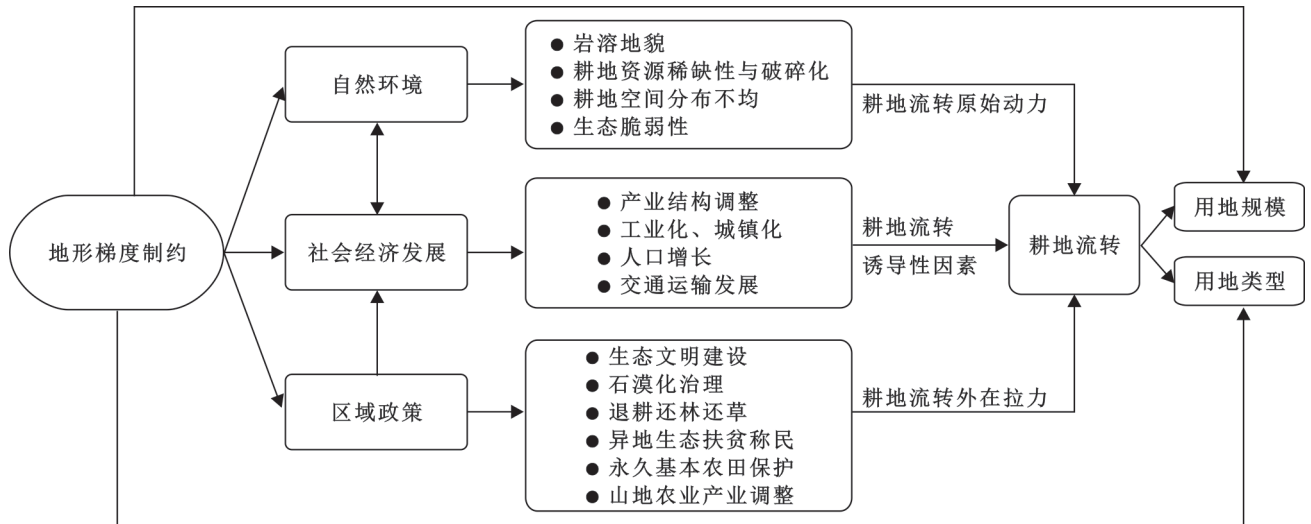 地形梯度制约
自然环境
社会经济发展
区域政策
● 岩溶地貌
● 耕地资源稀缺性与破碎化
● 耕地空间分布不均
● 生态脆弱性
● 产业结构调整
● 工业化、城镇化
● 人口增长
● 交通运输发展
● 生态文明建设
● 石漠化治理
● 退耕还林还草
● 异地生态扶贫称民
● 永久基本农田保护
● 山地农业产业调整
耕地流转原始动力
耕地流转
诱导性因素
耕地流转外在拉力
耕地流转
用地规模
用地类型